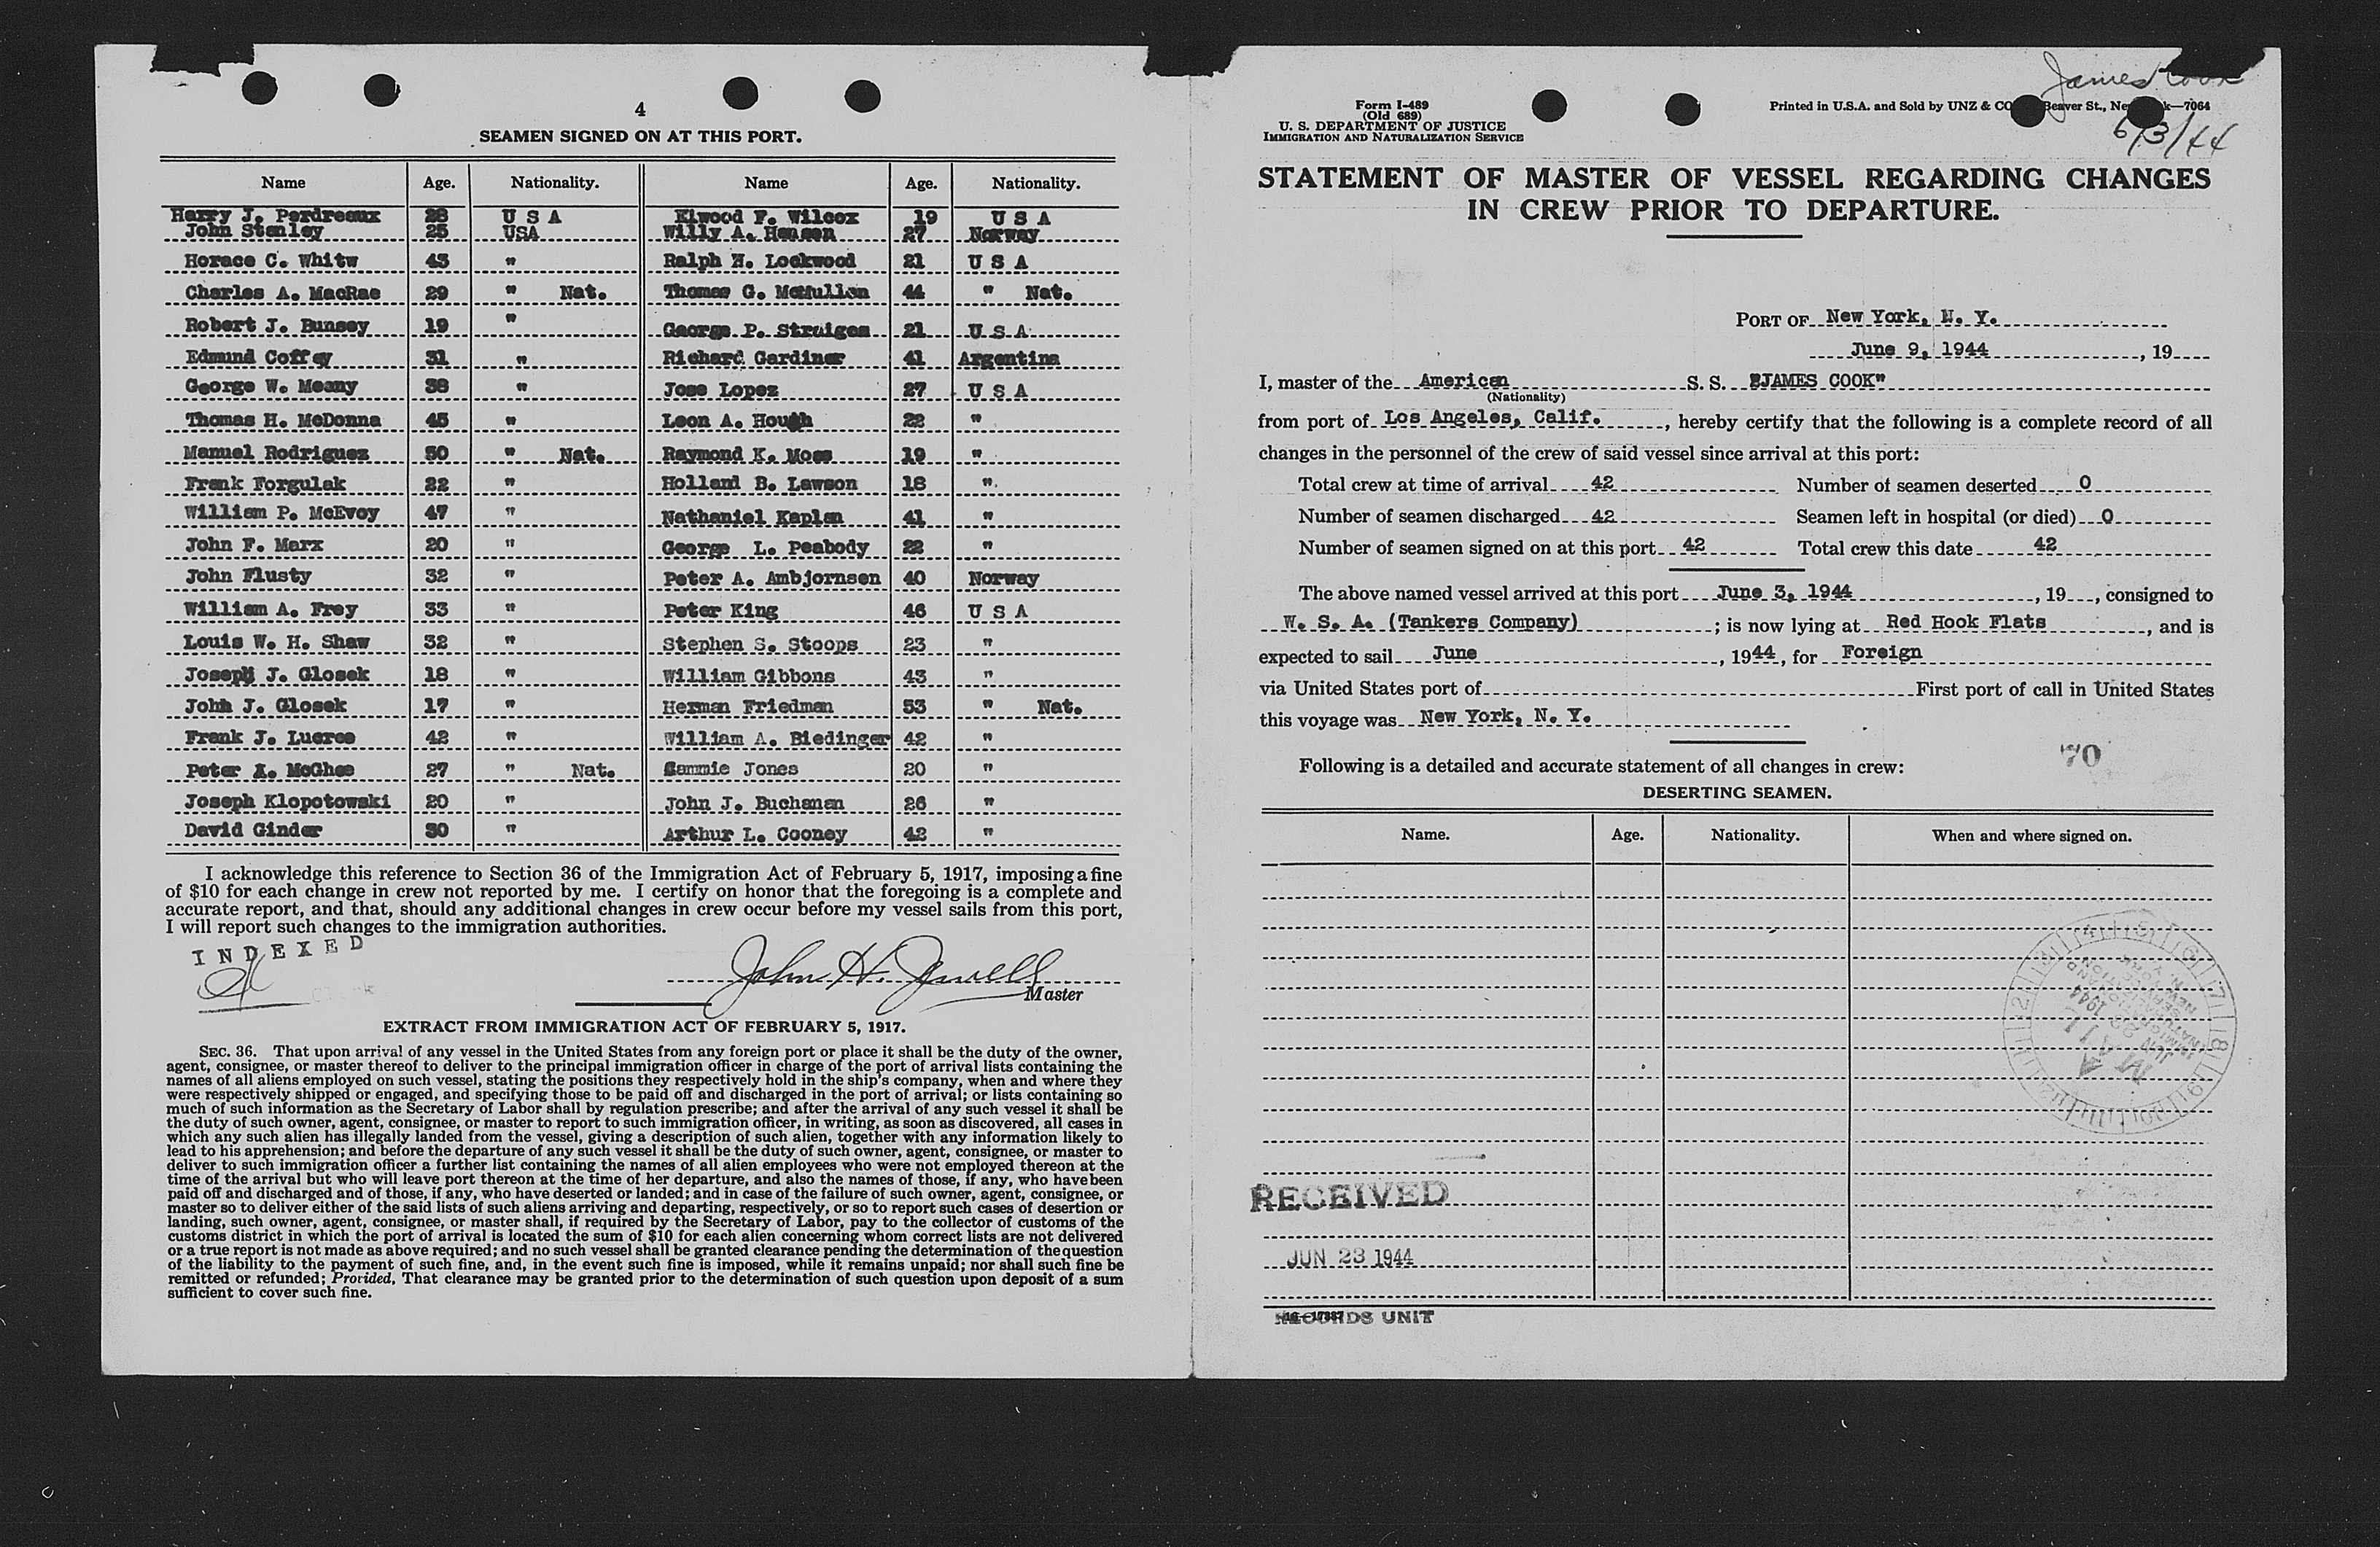 4
SEAMEN SIGNED ON AT THIS PORT.
Name Age. Nationality. Name Age. Nationality.
Harry J. Perdreaux 28 U S A Elwood F. Wilcox 19 U S A
John Stanley 25 USA Willy A. Hansen 27 Norway
Horace C. Whitw 43 " Ralph H. Lockwood 21 U S A
Charles A. MacRae 29 " Nat. Thomas G. McMullan 44 " Nat.
Robert J. Bunsey 19 " George P. Straiges 21 U S A
Edmund Coffey 31 " Richard Gardiner 41 Argentina
George W. Meany 38 " Jose Lopez 27 U S A
Thomas H. McDonna 45 " Leon A. Hough 22 "
Manuel Rodriguez 50 " Nat. Raymond K. Moss 19 "
Frank Forgulak 22 " Holland B. Lawson 18 "
William P. McEvoy 47 " Nathaniel Kaplan 41 "
John F. Marx 20 " George L. Peabody 22 "
John Flusty 32 " Peter A. Ambjornsen 40 Norway
William A. Frey 33 " Peter King 46 U S A
Louis W. H. Shaw 32 " Stephen S. Stoops 23 "
Joseph J. Glosek 18 " William Gibbons 43 "
John J. Glosek 17 " Herman Friedman 53 " Nat.
Frank J. Lucree 42 " William A. Biedinger 42 "
Peter A. McGhee 27 " Nat. Sammie Jones 20 "
Joseph Klopotowski 20 " John J. Buchanan 26 "
David Ginder 30 " Arthur L. Cooney 42 "
I acknowledge this reference to Section 36 of the Immigration Act of February 5, 1917, imposing a fine
of $10 for each change in crew not reported by me. I certify on honor that the foregoing is a complete and
accurate report, and that, should any additional changes in crew occur before my vessel sails from this port,
I will report such changes to the immigration authorities.
INDEXED
Clerk
John H. Jewell
Master
EXTRACT FROM IMMIGRATION ACT OF FEBRUARY 5, 1917.
SEC. 36. That upon arrival of any vessel in the United States from any foreign port or place it shall be the duty of the owner,
agent, consignee, or master thereof to deliver to the principal immigration officer in charge of the port of arrival lists containing the
names of all aliens employed on such vessel, stating the positions they respectively hold in the ship's company, when and where they
were respectively shipped or engaged, and specifying those to be paid off and discharged in the port of arrival; or lists containing so
much of such information as the Secretary of Labor shall by regulation prescribe; and after the arrival of any such vessel it shall be
the duty of such owner, agent, consignee, or master to report to such immigration officer, in writing, as soon as discovered, all cases in
which any such alien has illegally landed from the vessel, giving a description of such alien, together with any information likely to
lead to his apprehension; and before the departure of any such vessel it shall be the duty of such owner, agent, consignee, or master to
deliver to such immigration officer a further list containing the names of all alien employees who were not employed thereon at the
time of the arrival but who will leave port thereon at the time of her departure, and also the names of those, if any, who have been
paid off and discharged and of those, if any, who have deserted or landed; and in case of the failure of such owner, agent, consignee, or
master so to deliver either of the said lists of such aliens arriving and departing, respectively, or so to report such cases of desertion or
landing, such owner, agent, consignee, or master shall, if required by the Secretary of Labor, pay to the collector of customs of the
customs district in which the port of arrival is located the sum of $10 for each alien concerning whom correct lists are not delivered
or a true report is not made as above required; and no such vessel shall be granted clearance pending the determination of the question
of the liability to the payment of such fine, and, in the event such fine is imposed, while it remains unpaid; nor shall such fine be
remitted or refunded; Provided, That clearance may be granted prior to the determination of such question upon deposit of a sum
sufficient to cover such fine.
James Cook
6/3/44
Form I-489
(Old 689)
U. S. DEPARTMENT OF JUSTICE
IMMIGRATION AND NATURALIZATION SERVICE
Printed in U.S.A. and Sold by UNZ & CO Beaver St., Ne k—7064
STATEMENT OF MASTER OF VESSEL REGARDING CHANGES
IN CREW PRIOR TO DEPARTURE.
PORT OF New York, N. Y.
June 9, 1944, 19
I, master of the American S. S. "JAMES COOK"
(Nationality)
from port of Los Angeles, Calif., hereby certify that the following is a complete record of all
changes in the personnel of the crew of said vessel since arrival at this port:
Total crew at time of arrival 42 Number of seamen deserted 0
Number of seamen discharged 42 Seamen left in hospital (or died) 0
Number of seamen signed on at this port 42 Total crew this date 42
The above named vessel arrived at this port June 3, 1944, 19, consigned to
W. S. A. (Tankers Company); is now lying at Red Hook Flats, and is
expected to sail June, 1944, for Foreign
via United States port of First port of call in United States
this voyage was New York, N. Y.
70
Following is a detailed and accurate statement of all changes in crew:
DESERTING SEAMEN.
Name. Age. Nationality. When and where signed on.
RECEIVED
JUN 23 1944
RECORDS UNIT
16—17887